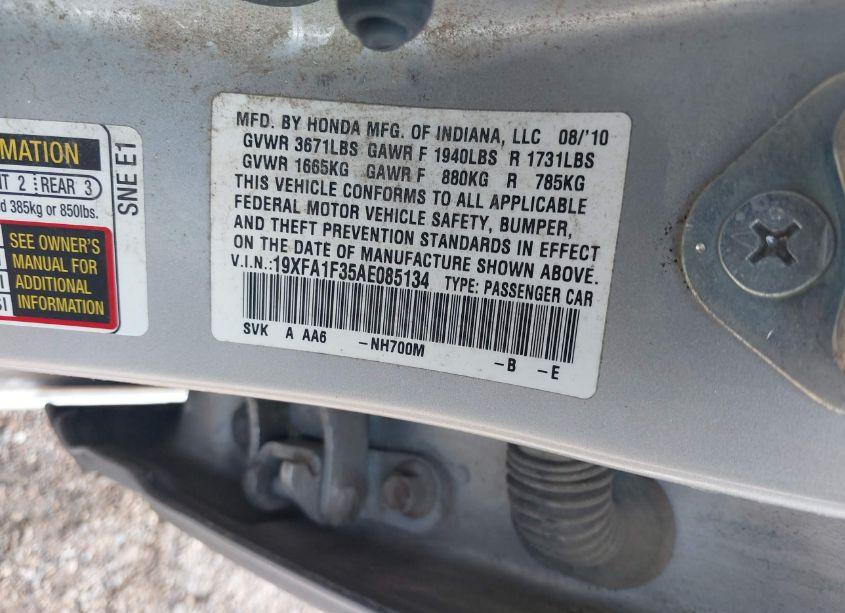 MATION
NT 2 REAR 3
d 385kg or 850lbs.
SEE OWNER'S
MANUAL FOR
ADDITIONAL
INFORMATION
SNE E1
MFD. BY HONDA MFG. OF INDIANA, LLC 08/'10
GVWR 3671LBS GAWR F 1940LBS R 1731LBS
GVWR 1665KG GAWR F 880KG R 785KG
THIS VEHICLE CONFORMS TO ALL APPLICABLE
FEDERAL MOTOR VEHICLE SAFETY, BUMPER,
AND THEFT PREVENTION STANDARDS IN EFFECT
ON THE DATE OF MANUFACTURE SHOWN ABOVE.
V.I.N.:19XFA1F35AE085134 TYPE: PASSENGER CAR
SVK A AA6 -NH700M -B -E